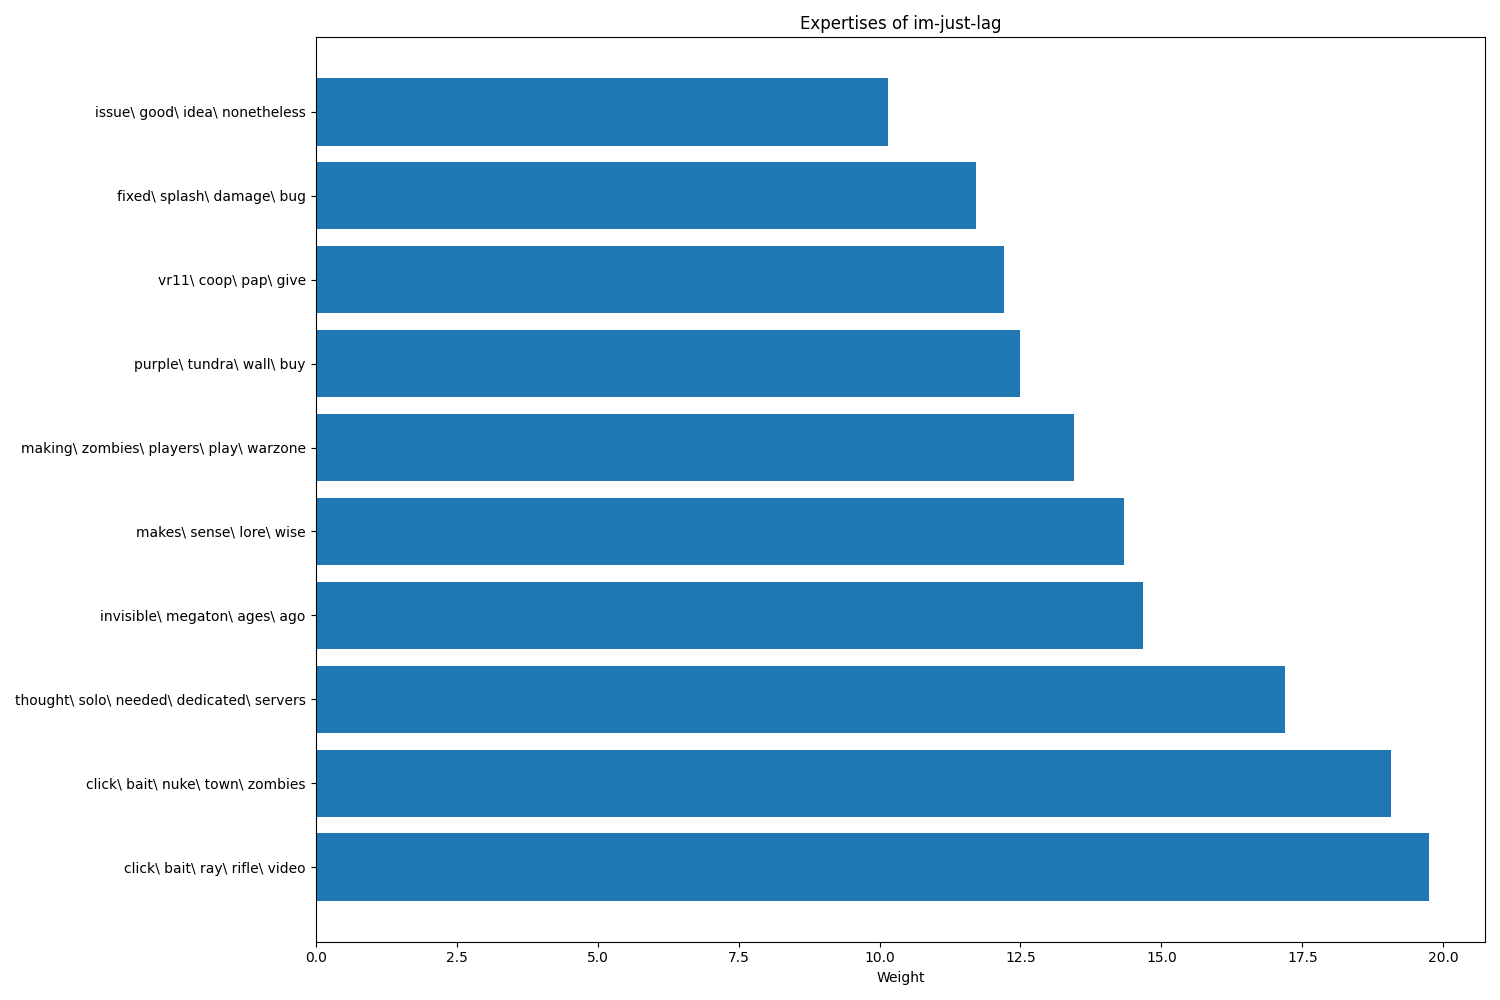 Expertises of im-just-lag
issue\ good\ idea\ nonetheless
fixed\ splash\ damage\ bug
vr11\ coop\ pap\ give
purple\ tundra\ wall\ buy
making\ zombies\ players\ play\ warzone
makes\ sense\ lore\ wise
invisible\ megaton\ ages\ ago
thought\ solo\ needed\ dedicated\ servers
click\ bait\ nuke\ town\ zombies
click\ bait\ ray\ rifle\ video
0.0 2.5 5.0 7.5 10.0 12.5 15.0 17.5 20.0
Weight